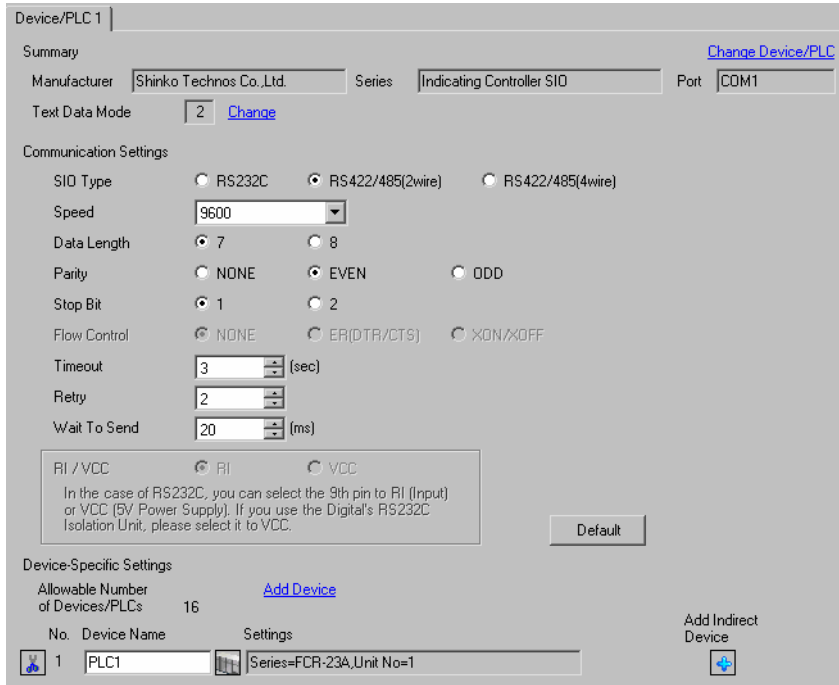 Device/PLC 1
Summary
Change Device/PLC
Manufacturer Shinko Technos Co.,Ltd. Series Indicating Controller SIO Port COM1
Text Data Mode 2 Change
Communication Settings
SIO Type RS232C RS422/485(2wire) RS422/485(4wire)
Speed 9600
Data Length 7 8
Parity NONE EVEN ODD
Stop Bit 1 2
Flow Control NONE ER(DTR/CTS) XON/XOFF
Timeout 3 (sec)
Retry 2
Wait To Send 20 (ms)
RI / VCC RI VCC
In the case of RS232C, you can select the 9th pin to RI (Input)
or VCC (5V Power Supply). If you use the Digital's RS232C
Isolation Unit, please select it to VCC.
Default
Device-Specific Settings
Allowable Number
of Devices/PLCs 16
Add Device
Add Indirect
Device
No. Device Name Settings
1 PLC1 Series=FCR-23A,Unit No=1